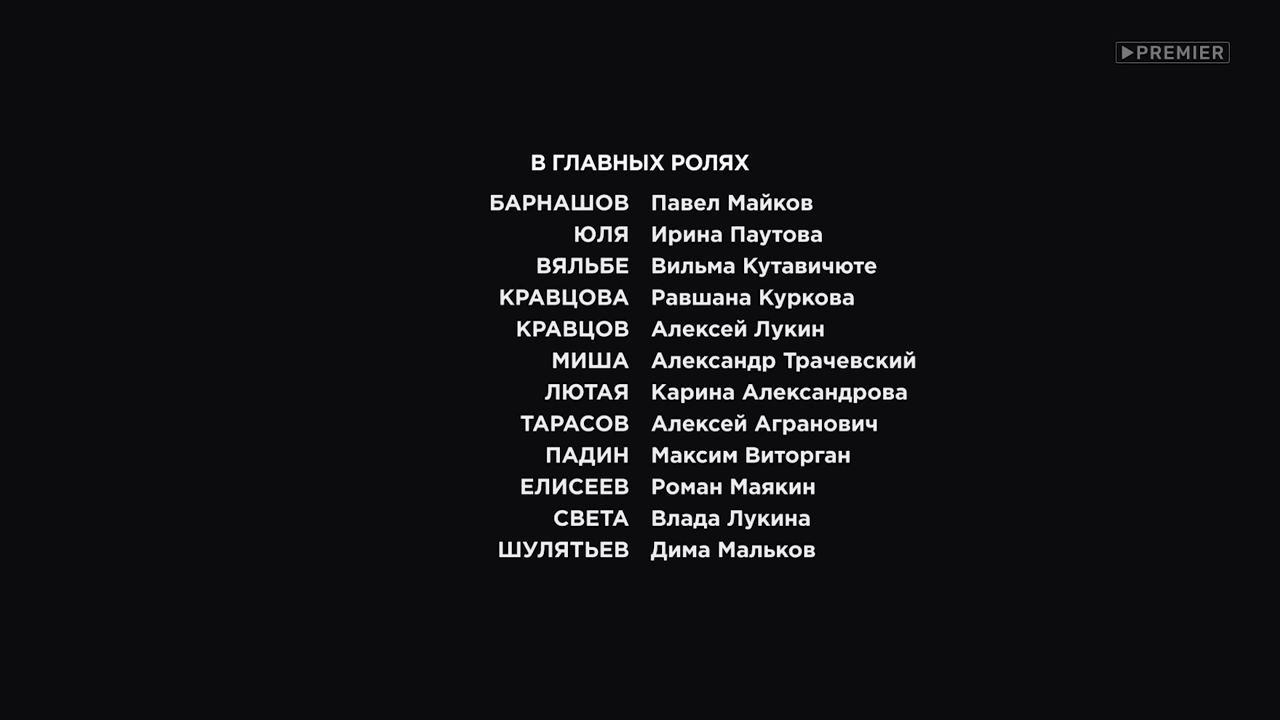 PREMIER
В ГЛАВНЫХ РОЛЯХ
БАРНАШОВ Павел Майков
ЮЛЯ Ирина Паутова
ВЯЛЬБЕ Вильма Кутавичюте
КРАВЦОВА Равшана Куркова
КРАВЦОВ Алексей Лукин
МИША Александр Трачевский
ЛЮТАЯ Карина Александрова
ТАРАСОВ Алексей Агранович
ПАДИН Максим Виторган
ЕЛИСЕЕВ Роман Маякин
СВЕТА Влада Лукина
ШУЛЯТЬЕВ Дима Мальков